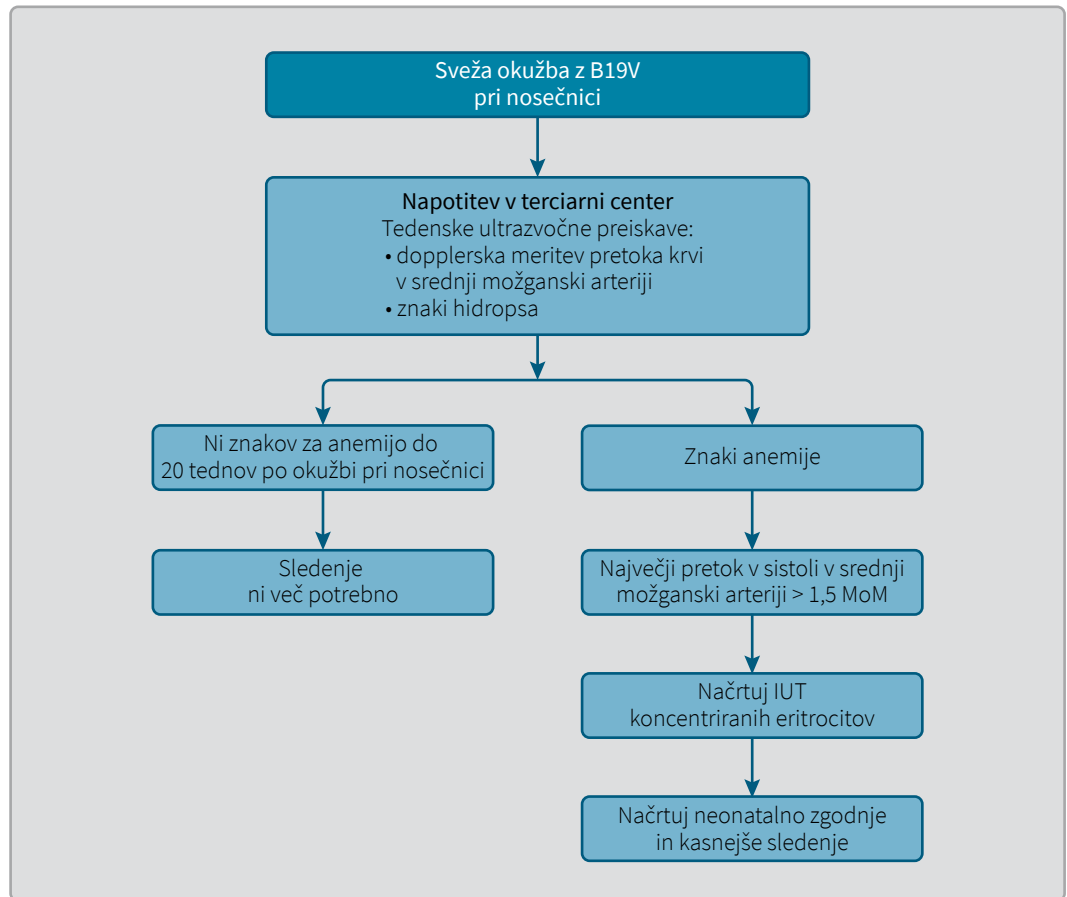 Sveža okužba z B19V
pri nosečnici
Napotitev v terciarni center
Tedenske ultrazvočne preiskave:
• dopplerska meritev pretoka krvi
v srednji možganski arteriji
• znaki hidropsa
Ni znakov za anemijo do
20 tednov po okužbi pri nosečnici
Sledenje
ni več potrebno
Znaki anemije
Največji pretok v sistoli v srednji
možganski arteriji > 1,5 MoM
Načrtuj IUT
koncentriranih eritrocitov
Načrtuj neonatalno zgodnje
in kasnejše sledenje